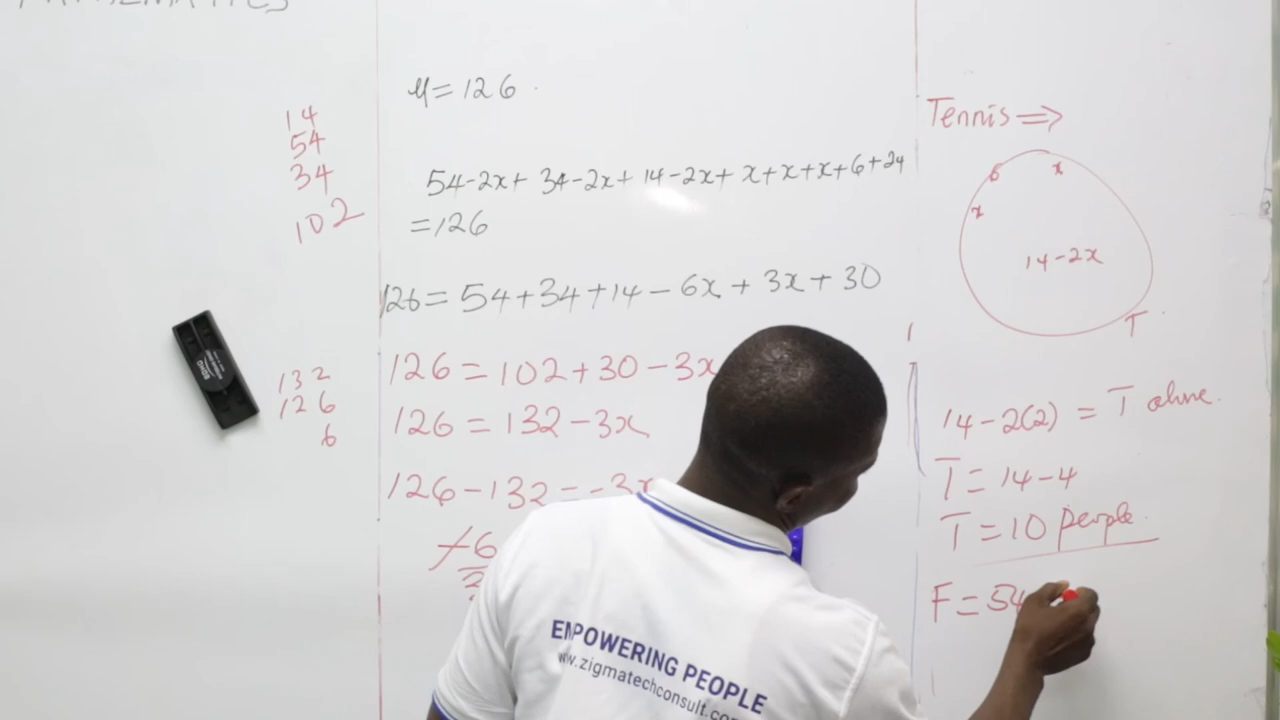 MATHEMATICS
14
54
34
102
132
126
6
μ = 126
54-2x + 34-2x + 14-2x + x+x+x+6+24
= 126
126 = 54+34+14 - 6x + 3x + 30
126 = 102+30-3x
126 = 132-3x
126-132 = -3x
-6
Tennis ⇒
6
x
x
14-2x
T
14-2(2) = T alone.
T = 14-4
T = 10 people.
F = 54
EMPOWERING PEOPLE
www.zigmatechconsult.com